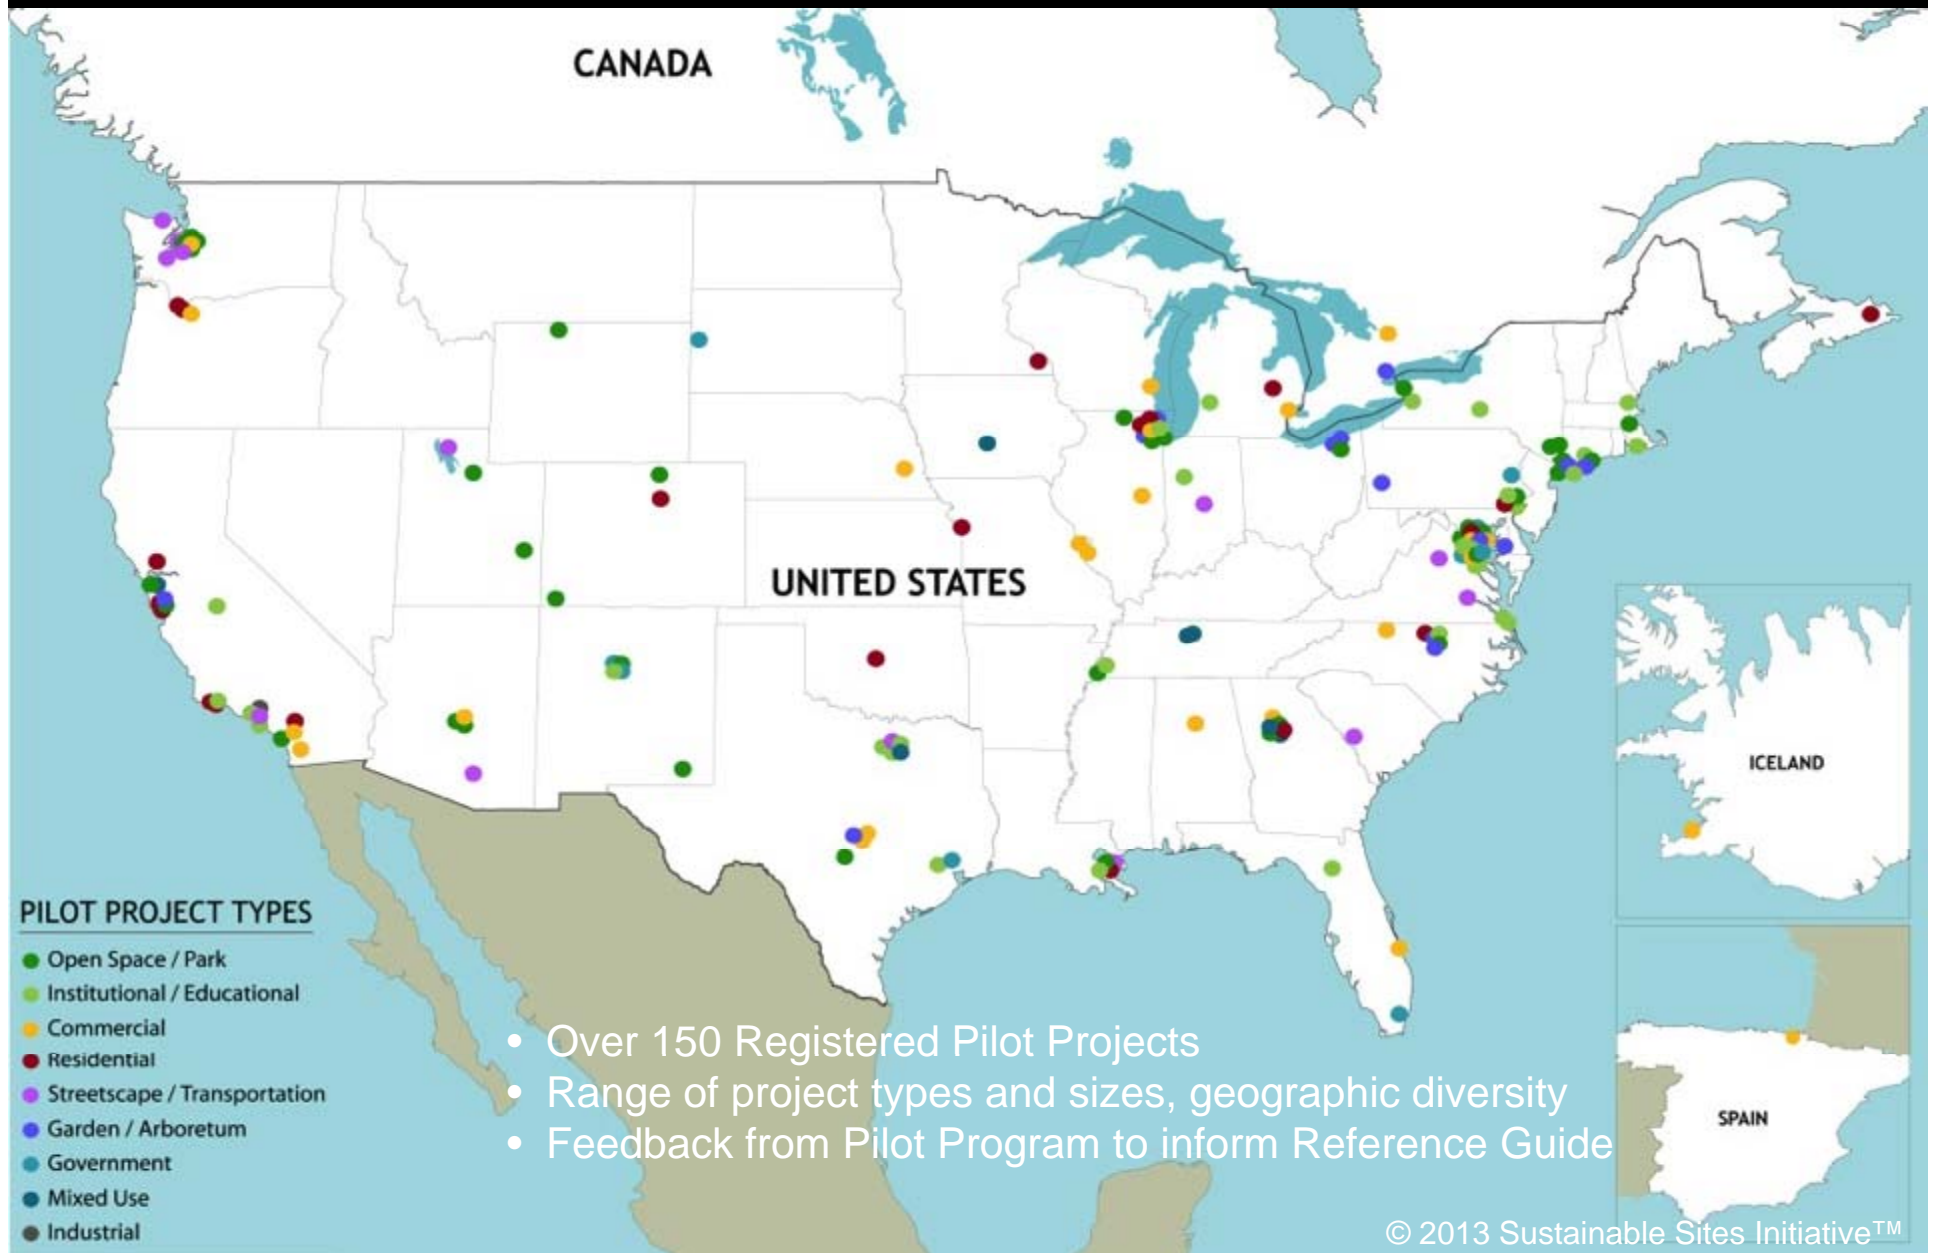 CANADA
UNITED STATES
ICELAND
SPAIN
PILOT PROJECT TYPES
Open Space / Park
Institutional / Educational
Commercial
Residential
Streetscape / Transportation
Garden / Arboretum
Government
Mixed Use
Industrial
• Over 150 Registered Pilot Projects
• Range of project types and sizes, geographic diversity
• Feedback from Pilot Program to inform Reference Guide
© 2013 Sustainable Sites Initiative™